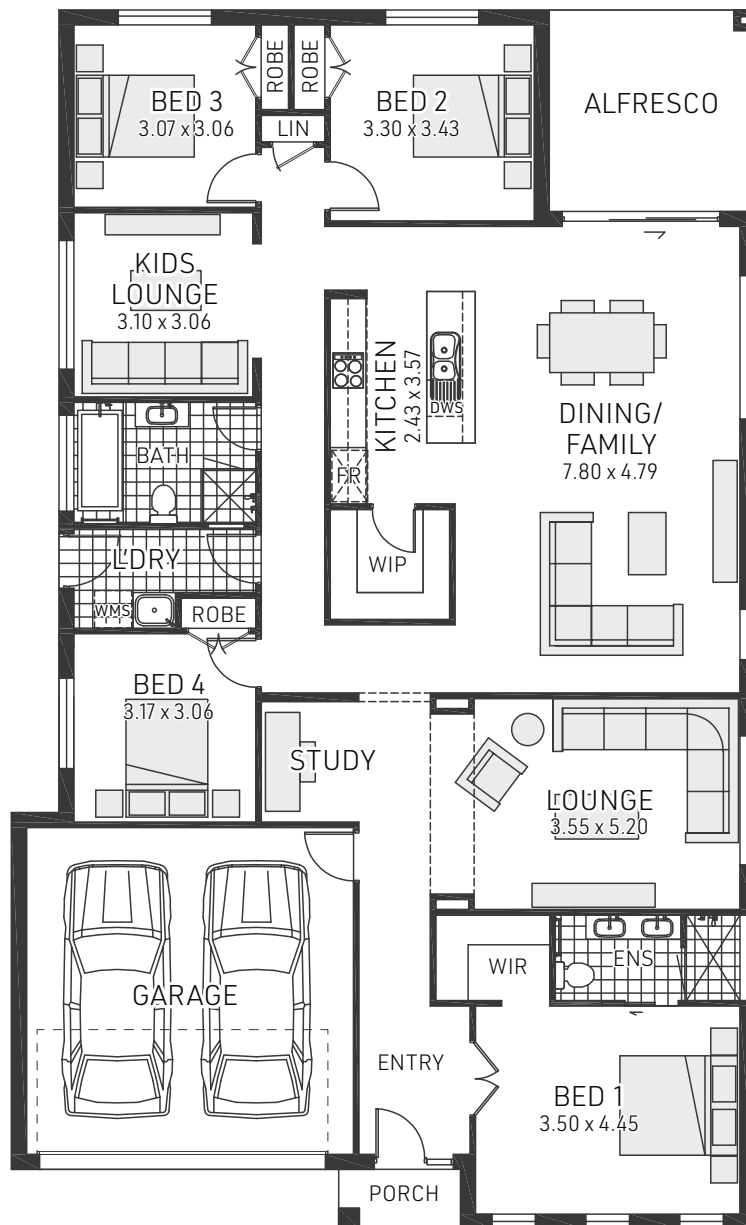 BED 3
3.07 x 3.06
ROBE
ROBE
BED 2
3.30 x 3.43
LIN
ALFRESCO
KIDS
LOUNGE
3.10 x 3.06
KITCHEN
2.43 x 3.57
DWS
FR
DINING/
FAMILY
7.80 x 4.79
BATH
WIP
L'DRY
WMS
ROBE
BED 4
3.17 x 3.06
STUDY
LOUNGE
3.55 x 5.20
GARAGE
WIR
ENS
ENTRY
BED 1
3.50 x 4.45
PORCH